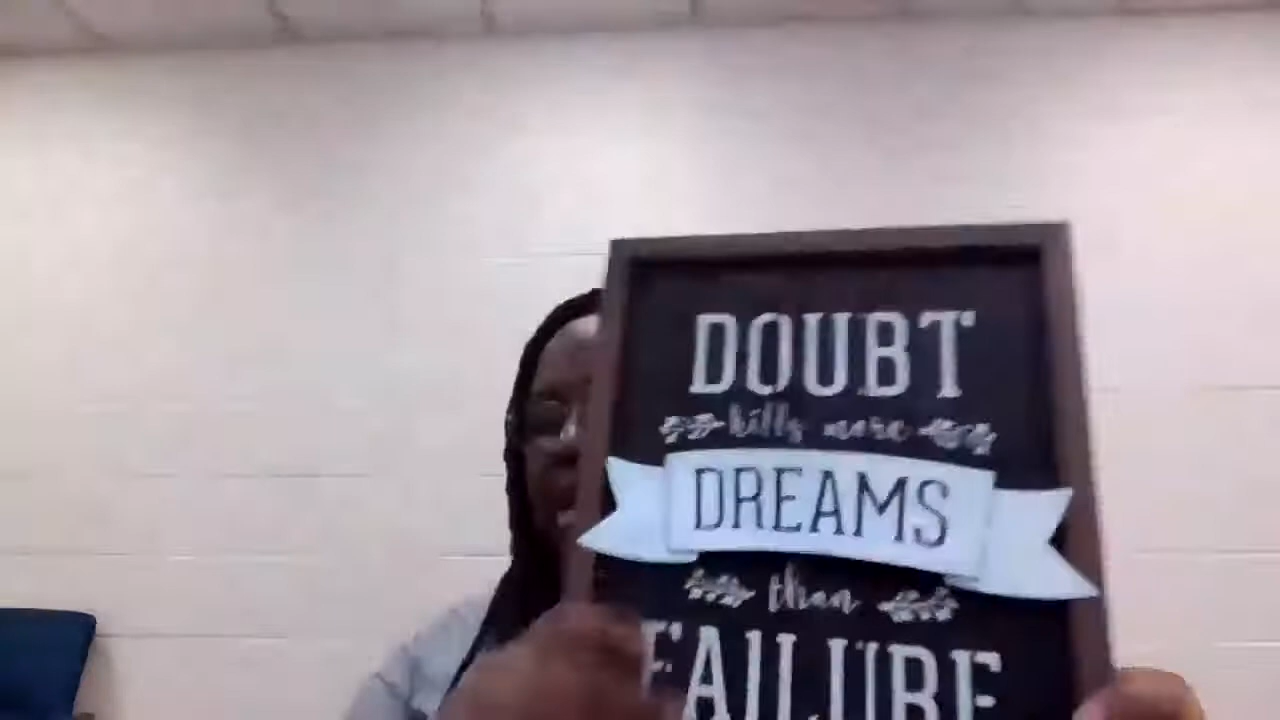 DOUBT
kills more
DREAMS
than
FAILURE